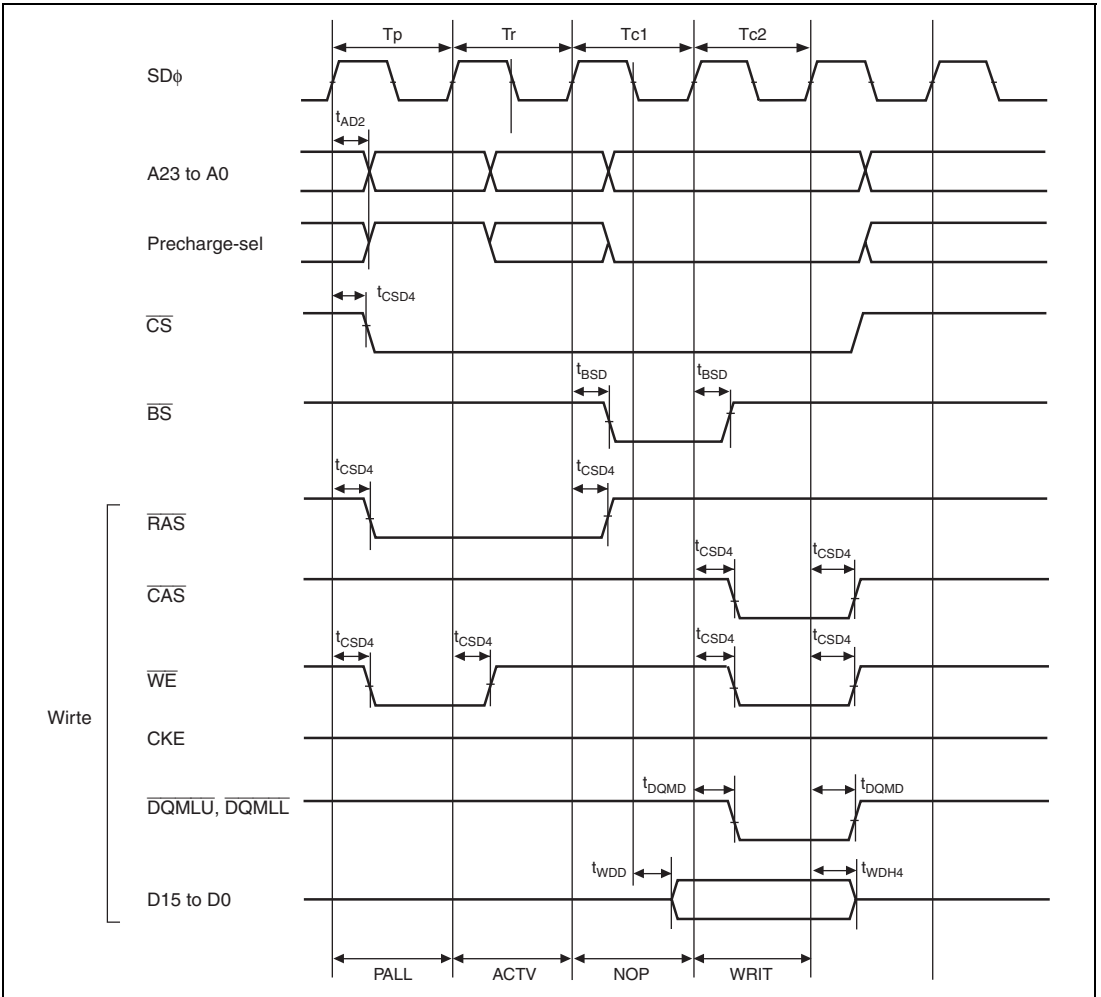 Tp Tr Tc1 Tc2
SDϕ
tAD2
A23 to A0
Precharge-sel
tCSD4
CS
tBSD tBSD
BS
tCSD4 tCSD4
RAS
tCSD4 tCSD4
CAS
tCSD4 tCSD4 tCSD4 tCSD4
WE
Wirte
CKE
tDQMD tDQMD
DQMLU, DQMLL
tWDD tWDH4
D15 to D0
PALL ACTV NOP WRIT